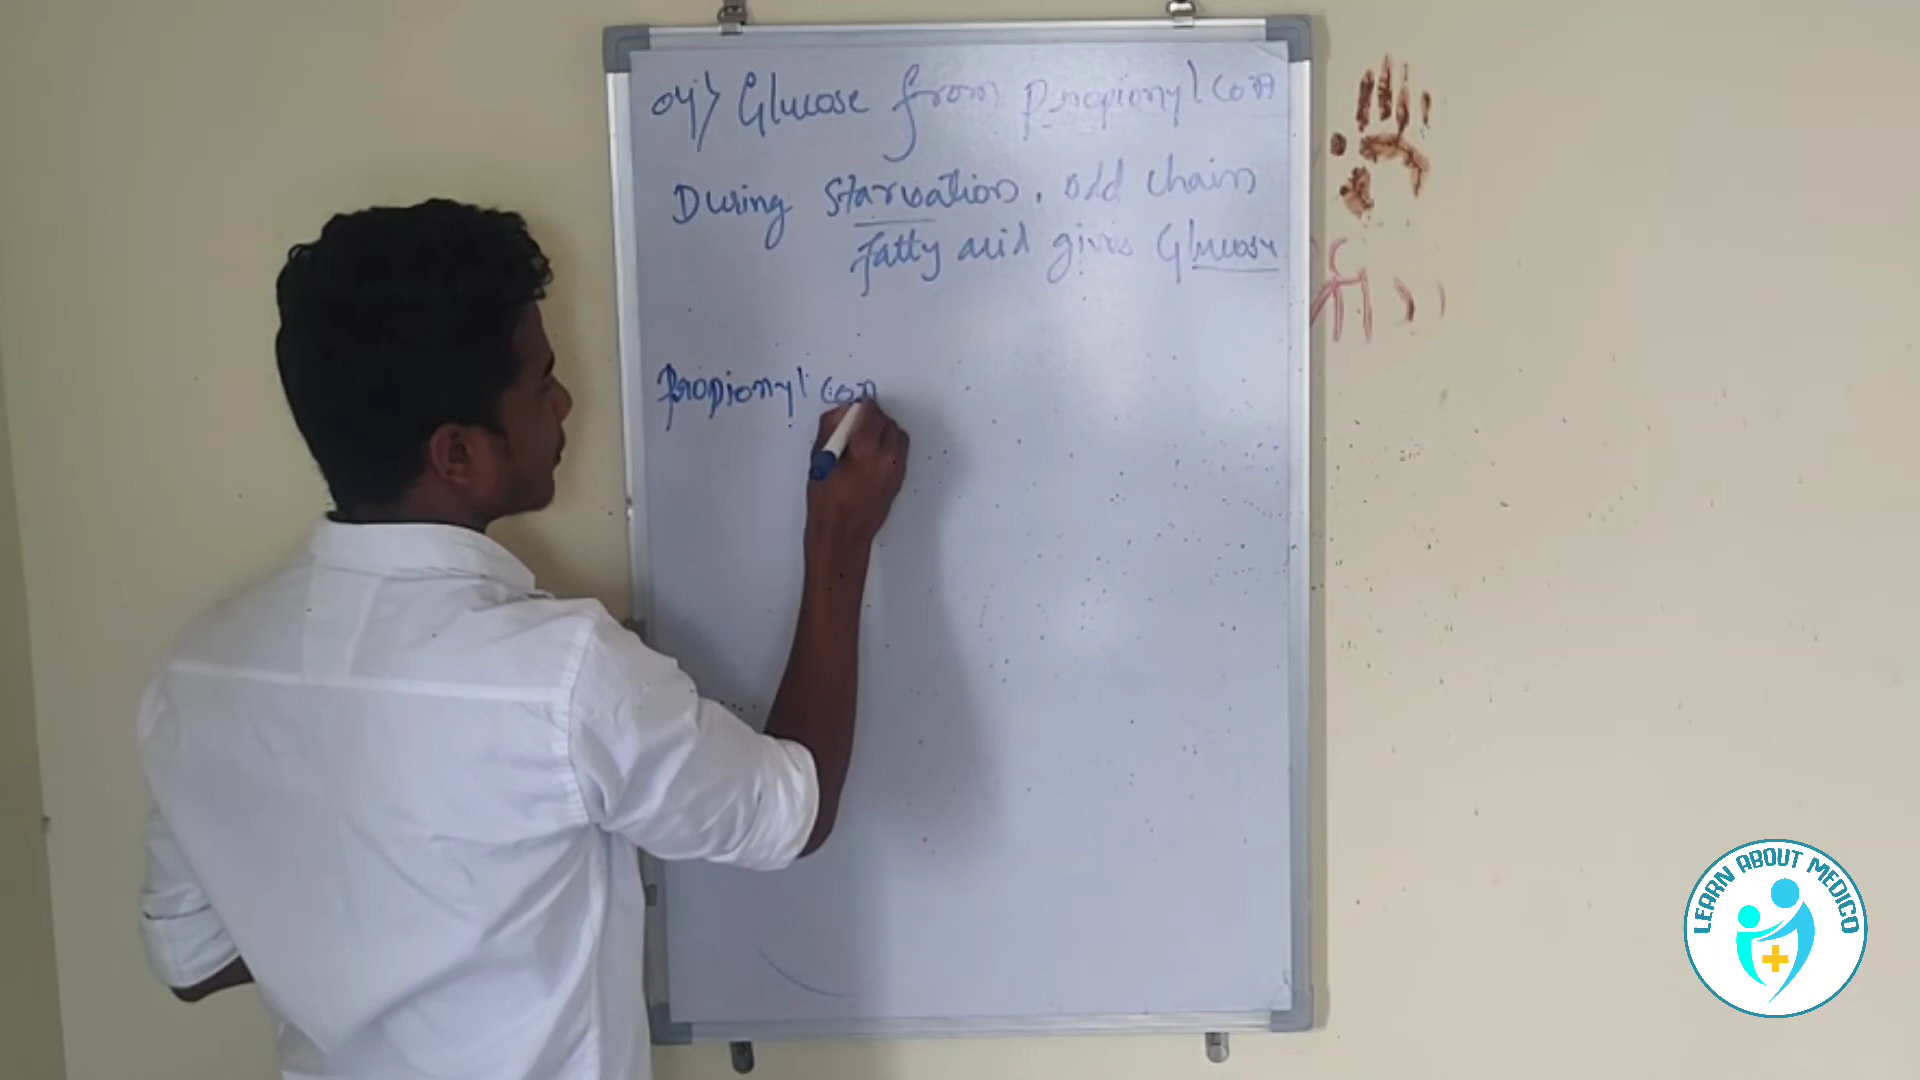 04) Glucose from propionyl CoA
During starvation, odd chain
fatty acid gives Glucose
propionyl CoA
LEARN ABOUT MEDICO